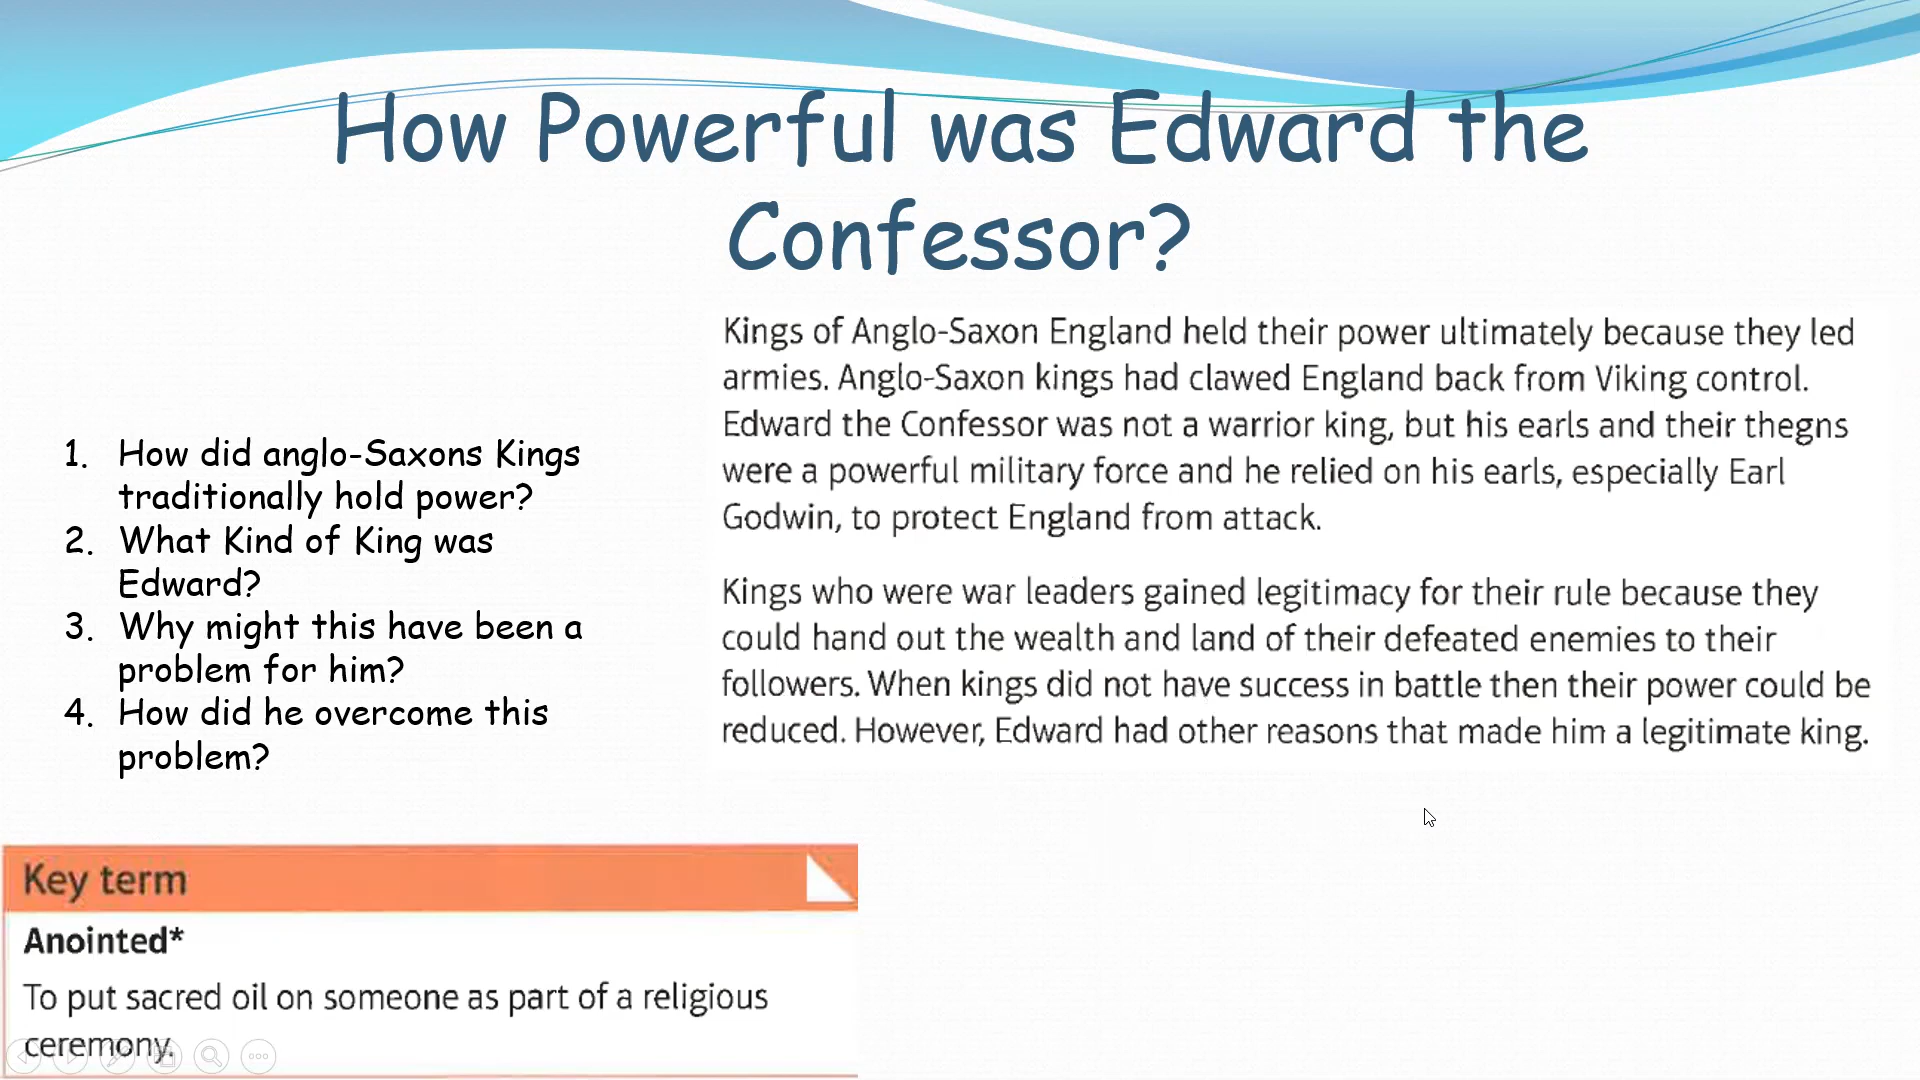 How Powerful was Edward the
Confessor?
1. How did anglo-Saxons Kings
traditionally hold power?
2. What Kind of King was
Edward?
3. Why might this have been a
problem for him?
4. How did he overcome this
problem?
Kings of Anglo-Saxon England held their power ultimately because they led
armies. Anglo-Saxon kings had clawed England back from Viking control.
Edward the Confessor was not a warrior king, but his earls and their thegns
were a powerful military force and he relied on his earls, especially Earl
Godwin, to protect England from attack.
Kings who were war leaders gained legitimacy for their rule because they
could hand out the wealth and land of their defeated enemies to their
followers. When kings did not have success in battle then their power could be
reduced. However, Edward had other reasons that made him a legitimate king.
Key term
Anointed*
To put sacred oil on someone as part of a religious
ceremony.